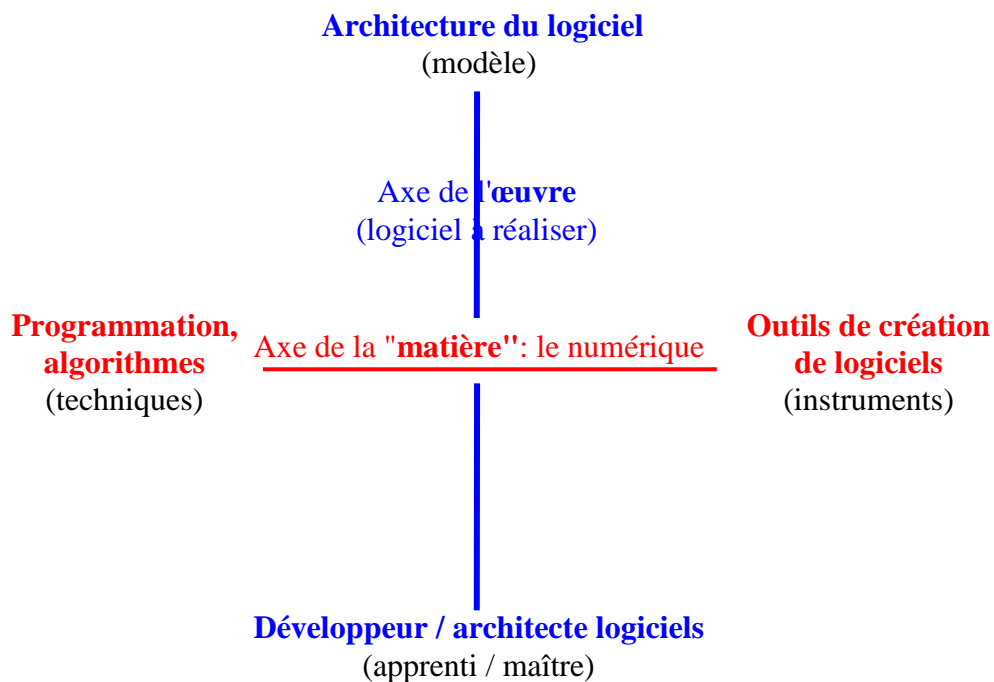 Architecture du logiciel
(modèle)
Axe de l'œuvre
(logiciel à réaliser)
Programmation,
algorithmes
(techniques)
Axe de la "matière": le numérique
Outils de création
de logiciels
(instruments)
Développeur / architecte logiciels
(apprenti / maître)